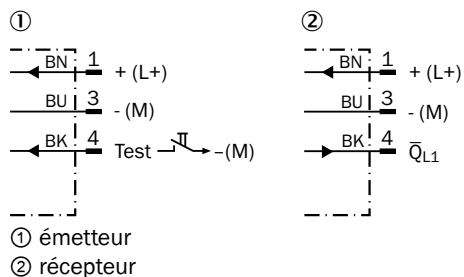 ①
BN 1 + (L+)
BU 3 - (M)
BK 4 Test –(M)
②
BN 1 + (L+)
BU 3 - (M)
BK 4 Q̅L1
① émetteur
② récepteur